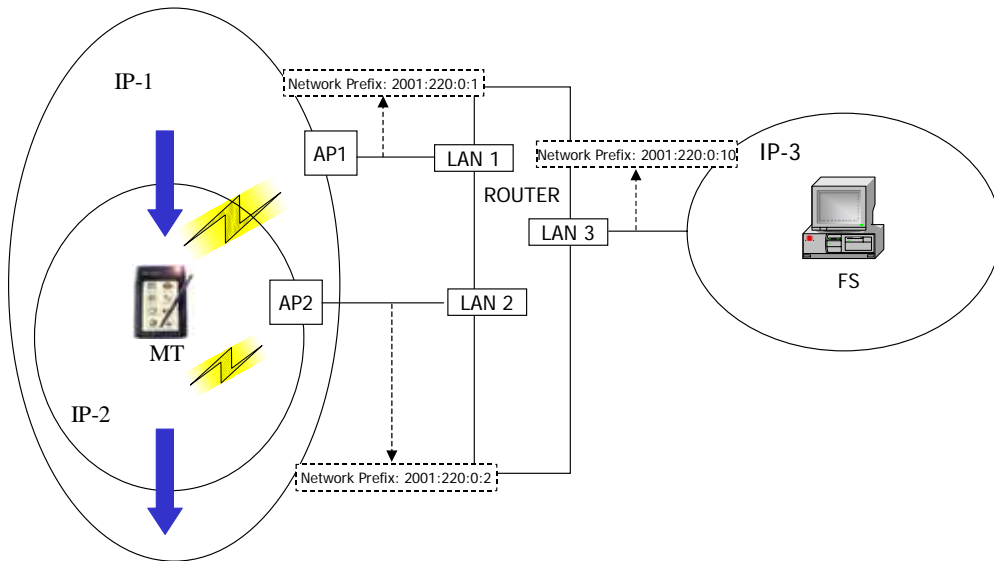 IP-1
Network Prefix: 2001:220:0:1
AP1
LAN 1
Network Prefix: 2001:220:0:10
IP-3
ROUTER
LAN 3
FS
AP2
LAN 2
MT
IP-2
Network Prefix: 2001:220:0:2